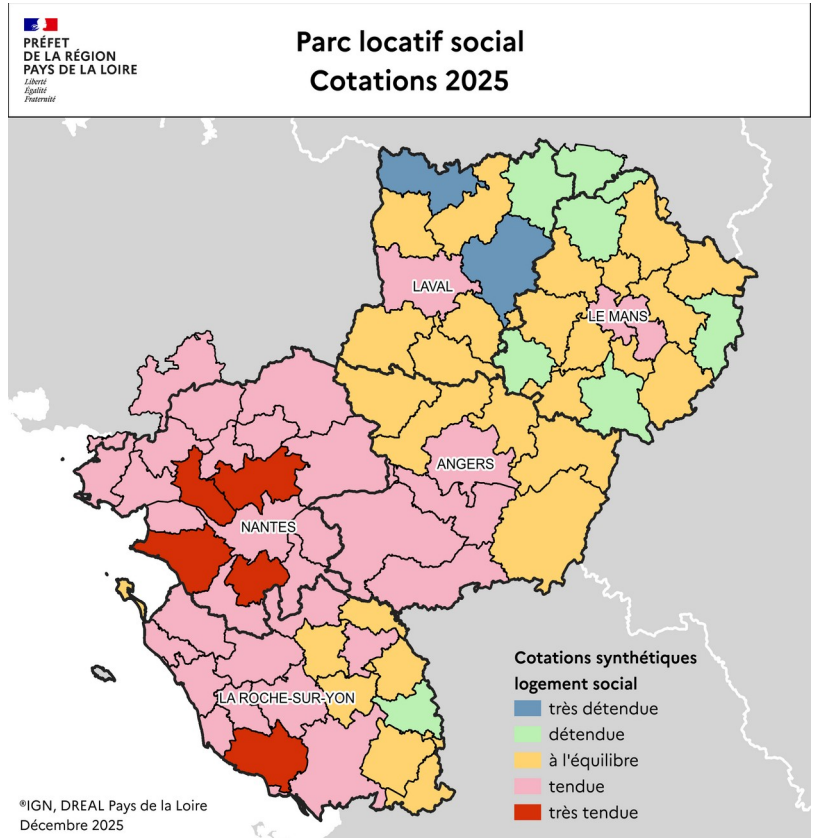 PRÉFET
DE LA RÉGION
PAYS DE LA LOIRE
Liberté
Égalité
Fraternité
Parc locatif social
Cotations 2025
LAVAL
LE MANS
ANGERS
NANTES
LA ROCHE-SUR-YON
Cotations synthétiques
logement social
très détendue
détendue
à l'équilibre
tendue
très tendue
®IGN, DREAL Pays de la Loire
Décembre 2025